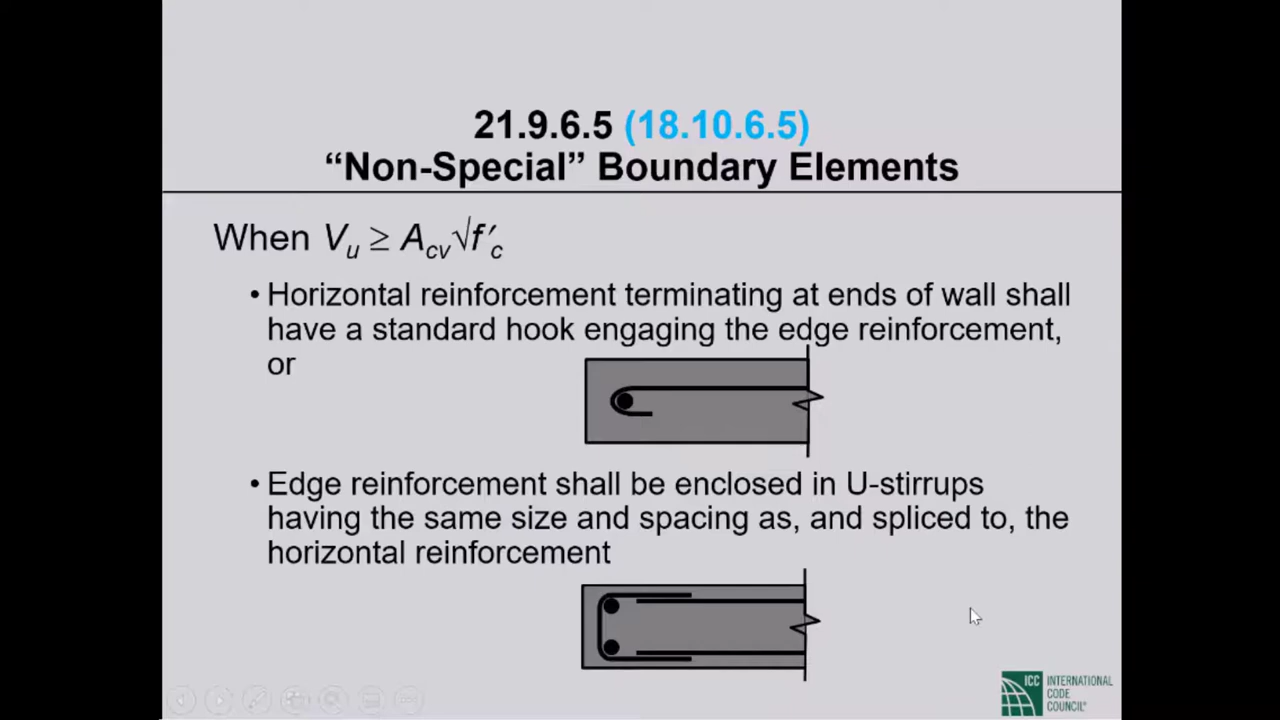 21.9.6.5 (18.10.6.5)
“Non-Special” Boundary Elements
When Vu ≥ Acv√f′c
• Horizontal reinforcement terminating at ends of wall shall
have a standard hook engaging the edge reinforcement,
or
• Edge reinforcement shall be enclosed in U-stirrups
having the same size and spacing as, and spliced to, the
horizontal reinforcement
ICC INTERNATIONAL
CODE
COUNCIL®